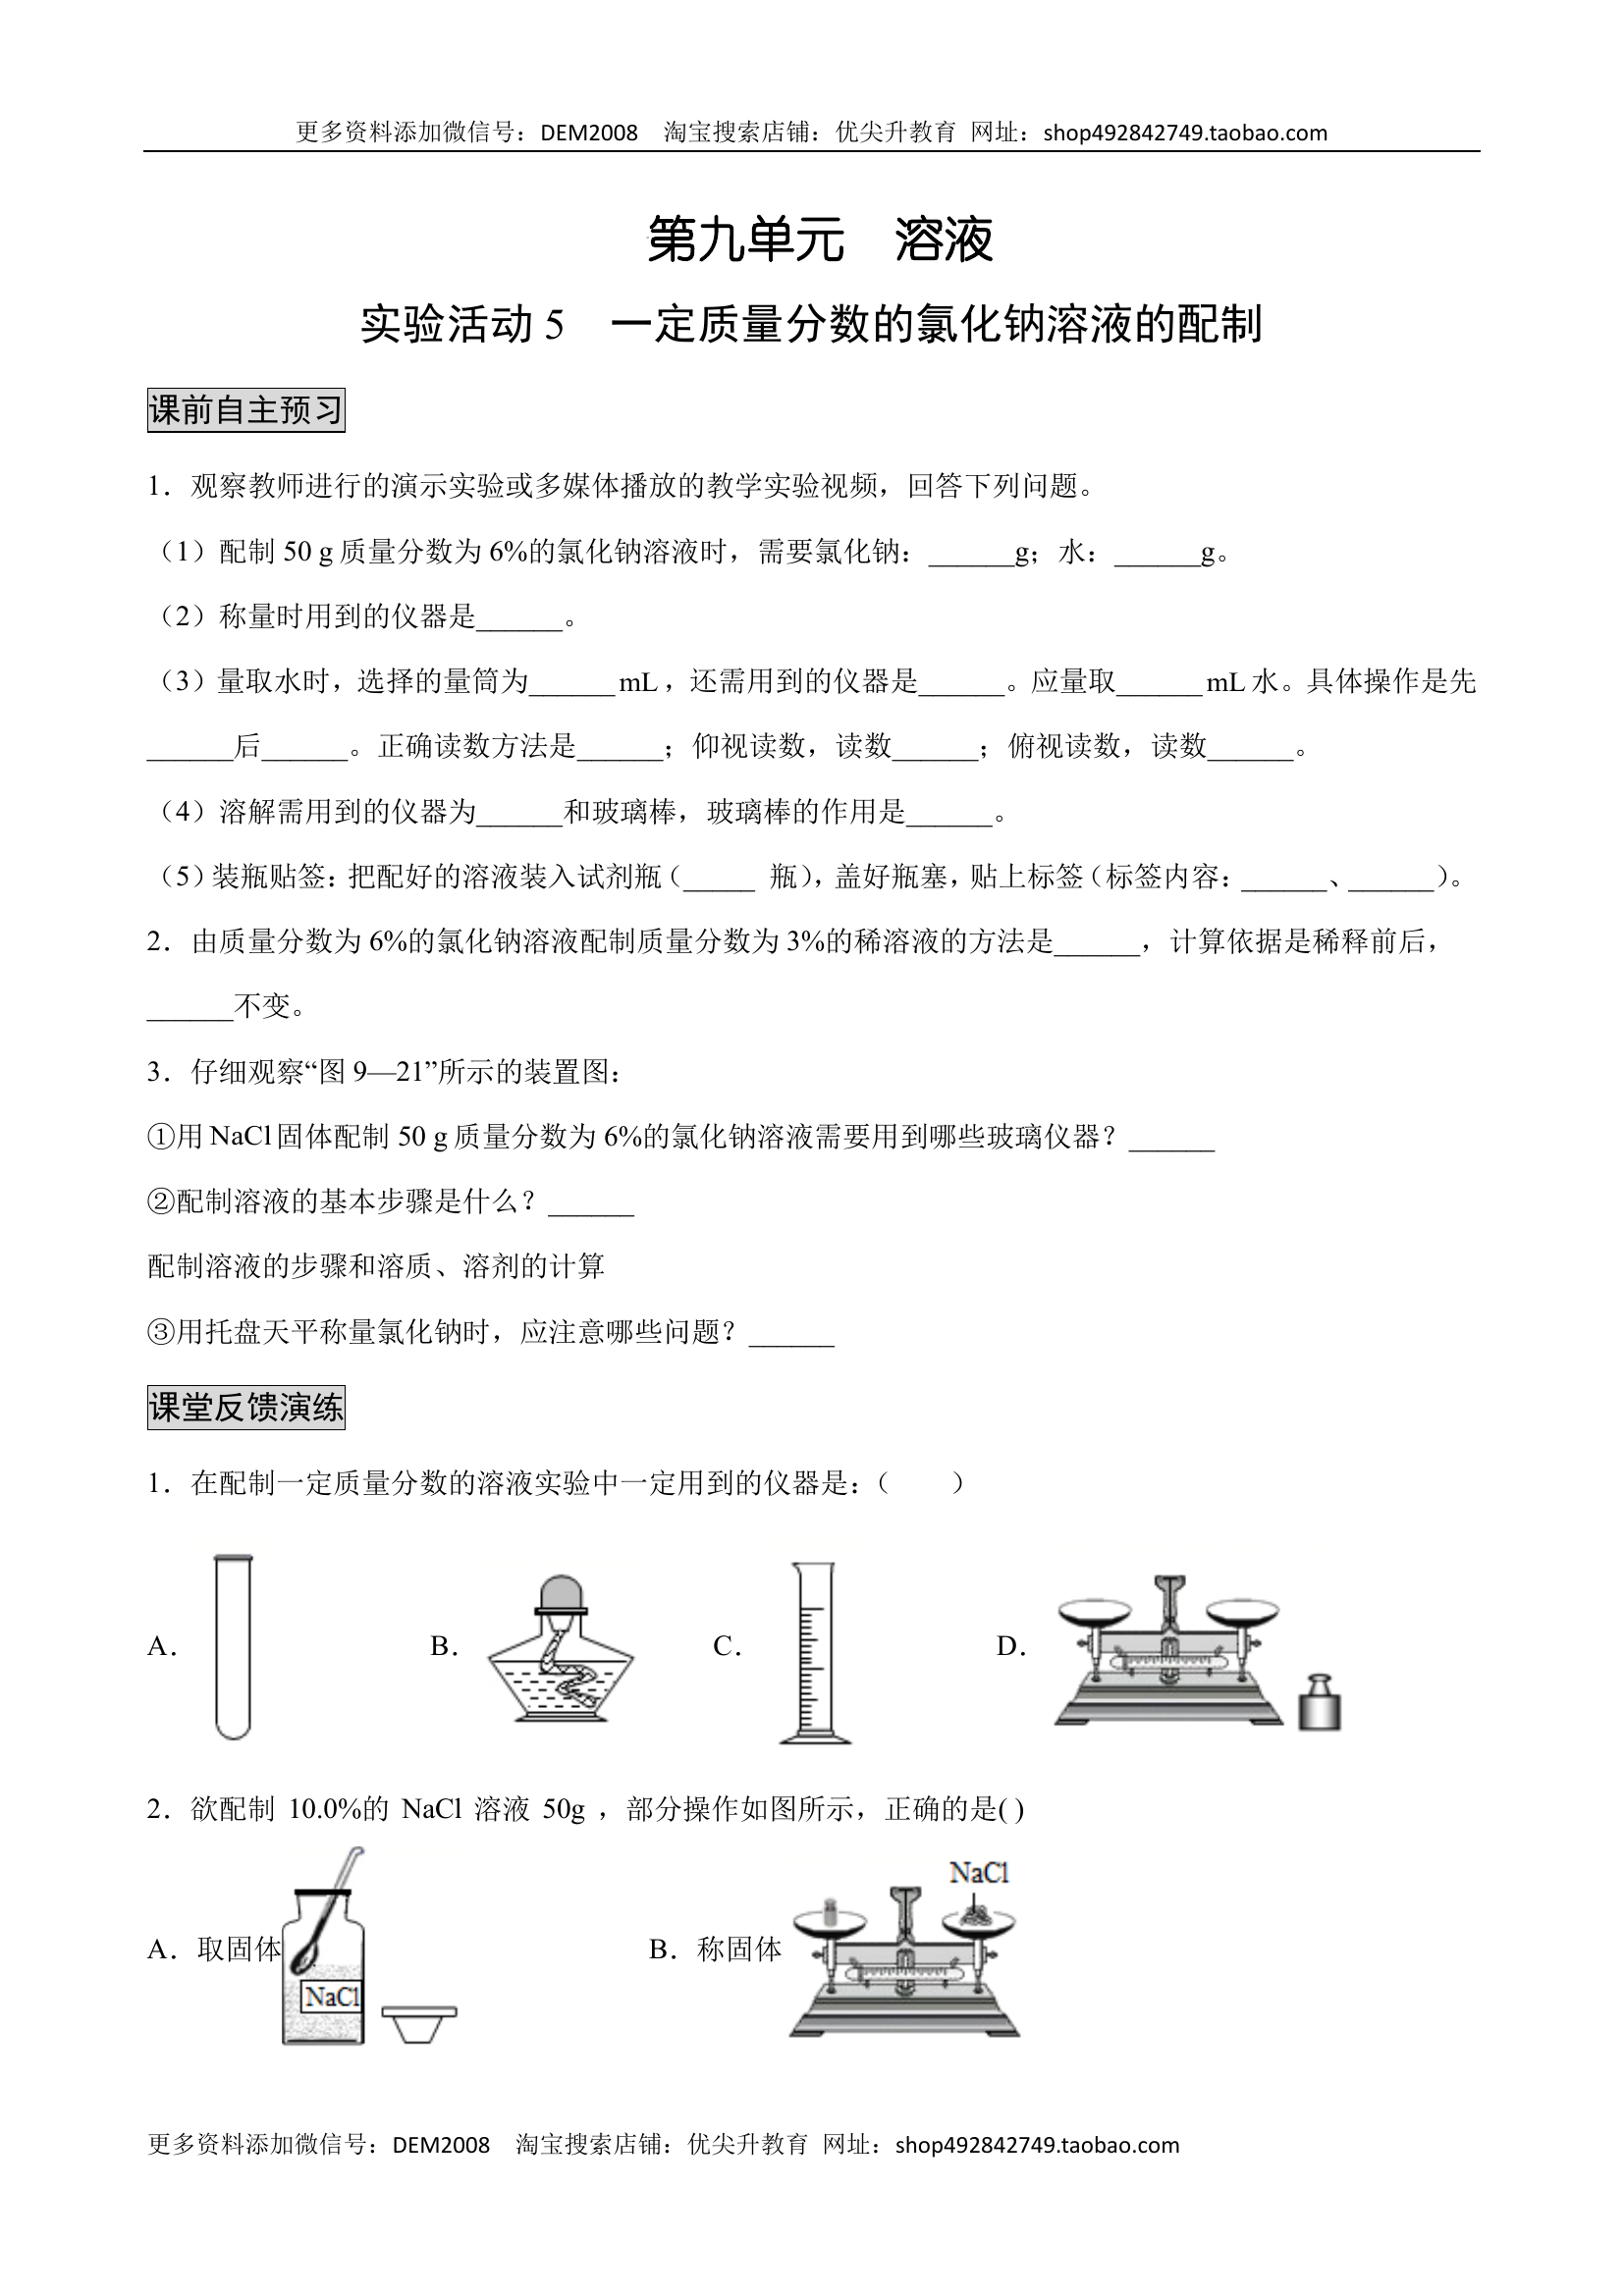 更多资料添加微信号：DEM2008 淘宝搜索店铺：优尖升教育 网址：shop492842749.taobao.com
第九单元 溶液
实验活动 5 一定质量分数的氯化钠溶液的配制
课前自主预习
1．观察教师进行的演示实验或多媒体播放的教学实验视频，回答下列问题。
（1）配制 50 g 质量分数为 6%的氯化钠溶液时，需要氯化钠：______g；水：______g。
（2）称量时用到的仪器是______。
（3）量取水时，选择的量筒为______mL，还需用到的仪器是______。应量取______mL 水。具体操作是先
______后______。正确读数方法是______；仰视读数，读数______；俯视读数，读数______。
（4）溶解需用到的仪器为______和玻璃棒，玻璃棒的作用是______。
（5）装瓶贴签：把配好的溶液装入试剂瓶（_____ 瓶），盖好瓶塞，贴上标签（标签内容：______、______）。
2．由质量分数为 6%的氯化钠溶液配制质量分数为 3%的稀溶液的方法是______，计算依据是稀释前后，
______不变。
3．仔细观察“图 9—21”所示的装置图：
①用 NaCl 固体配制 50 g 质量分数为 6%的氯化钠溶液需要用到哪些玻璃仪器？______
②配制溶液的基本步骤是什么？______
配制溶液的步骤和溶质、溶剂的计算
③用托盘天平称量氯化钠时，应注意哪些问题？______
课堂反馈演练
1．在配制一定质量分数的溶液实验中一定用到的仪器是：（ ）
A． B． C． D．
2．欲配制 10.0%的 NaCl 溶液 50g ，部分操作如图所示，正确的是( )
NaCl
A．取固体 B．称固体
NaCl
更多资料添加微信号：DEM2008 淘宝搜索店铺：优尖升教育 网址：shop492842749.taobao.com